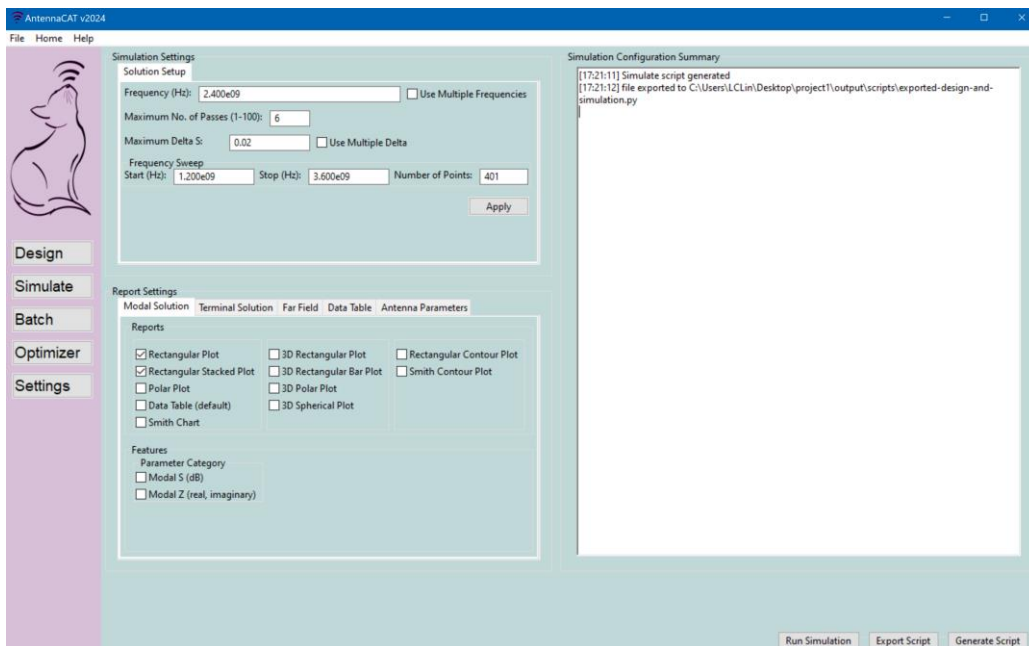 AntennaCAT v2024
File Home Help
Design
Simulate
Batch
Optimizer
Settings
Simulation Settings
Solution Setup
Frequency (Hz): 2.400e09 Use Multiple Frequencies
Maximum No. of Passes (1-100): 6
Maximum Delta S: 0.02 Use Multiple Delta
Frequency Sweep
Start (Hz): 1.200e09 Stop (Hz): 3.600e09 Number of Points: 401
Apply
Report Settings
Modal Solution Terminal Solution Far Field Data Table Antenna Parameters
Reports
Rectangular Plot 3D Rectangular Plot Rectangular Contour Plot
Rectangular Stacked Plot 3D Rectangular Bar Plot Smith Contour Plot
Polar Plot 3D Polar Plot
Data Table (default) 3D Spherical Plot
Smith Chart
Features
Parameter Category
Modal S (dB)
Modal Z (real, imaginary)
Simulation Configuration Summary
[17:21:11] Simulate script generated
[17:21:12] file exported to C:\Users\LCLin\Desktop\project1\output\scripts\exported-design-and-
simulation.py
Run Simulation Export Script Generate Script